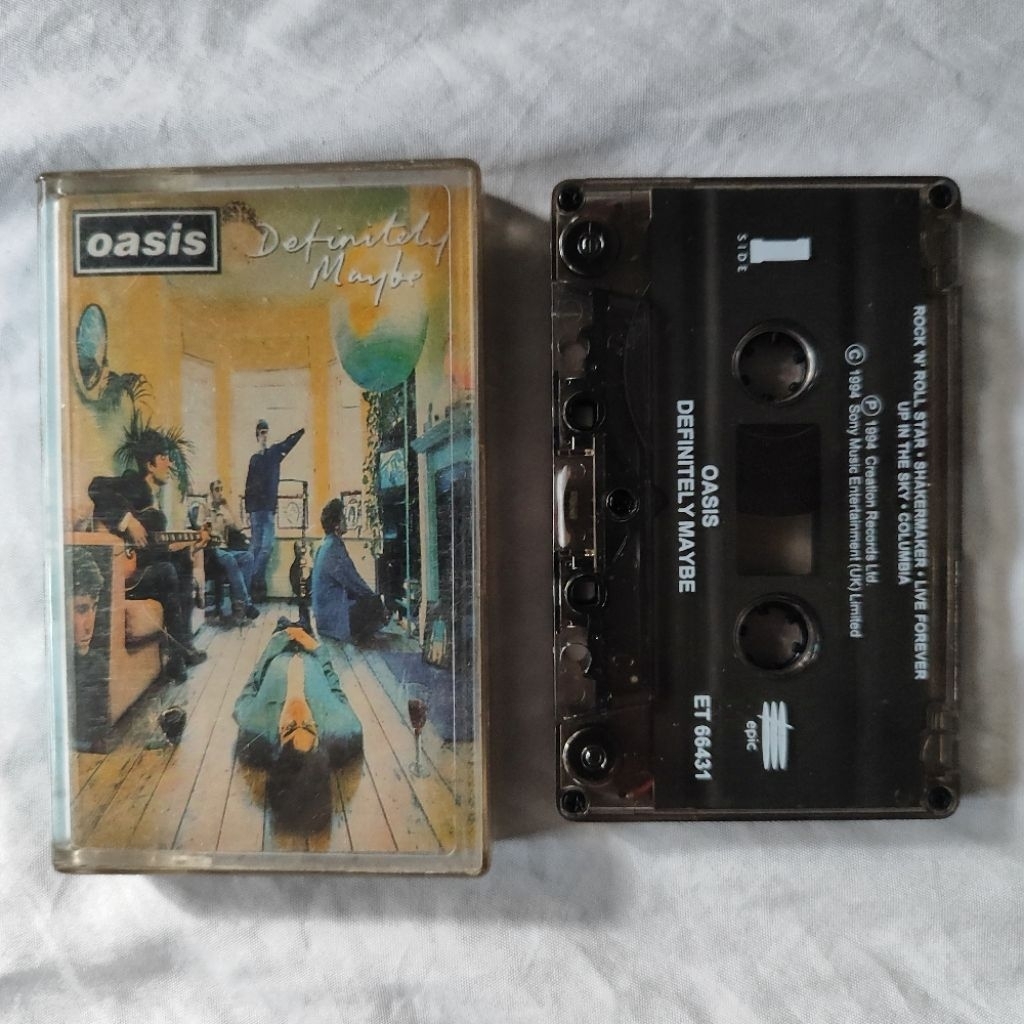 oasis
Definitely
Maybe
SIDE 1
ROCK 'N' ROLL STAR • SHAKERMAKER • LIVE FOREVER
UP IN THE SKY • COLUMBIA
Ⓟ 1994 Creation Records Ltd.
© 1994 Sony Music Entertainment (UK) Limited
OASIS
DEFINITELY MAYBE
epic
ET 66431